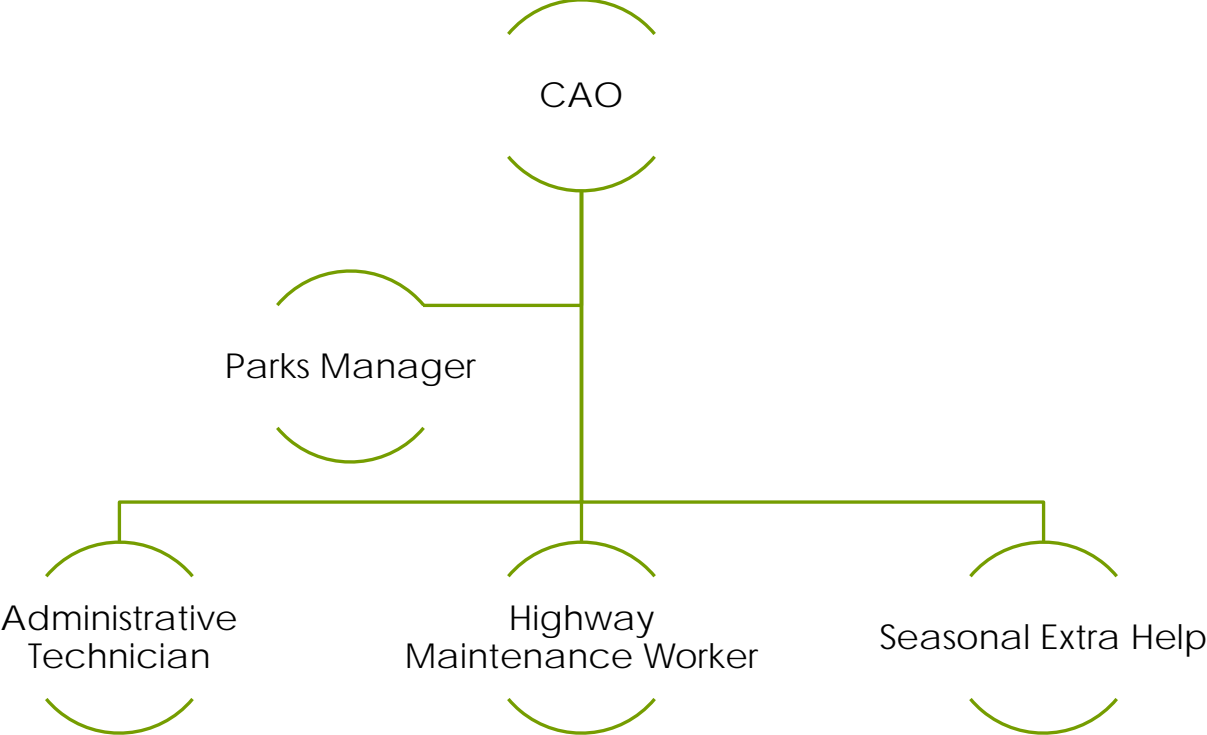 CAO
Parks Manager
Administrative
Technician
Highway
Maintenance Worker
Seasonal Extra Help